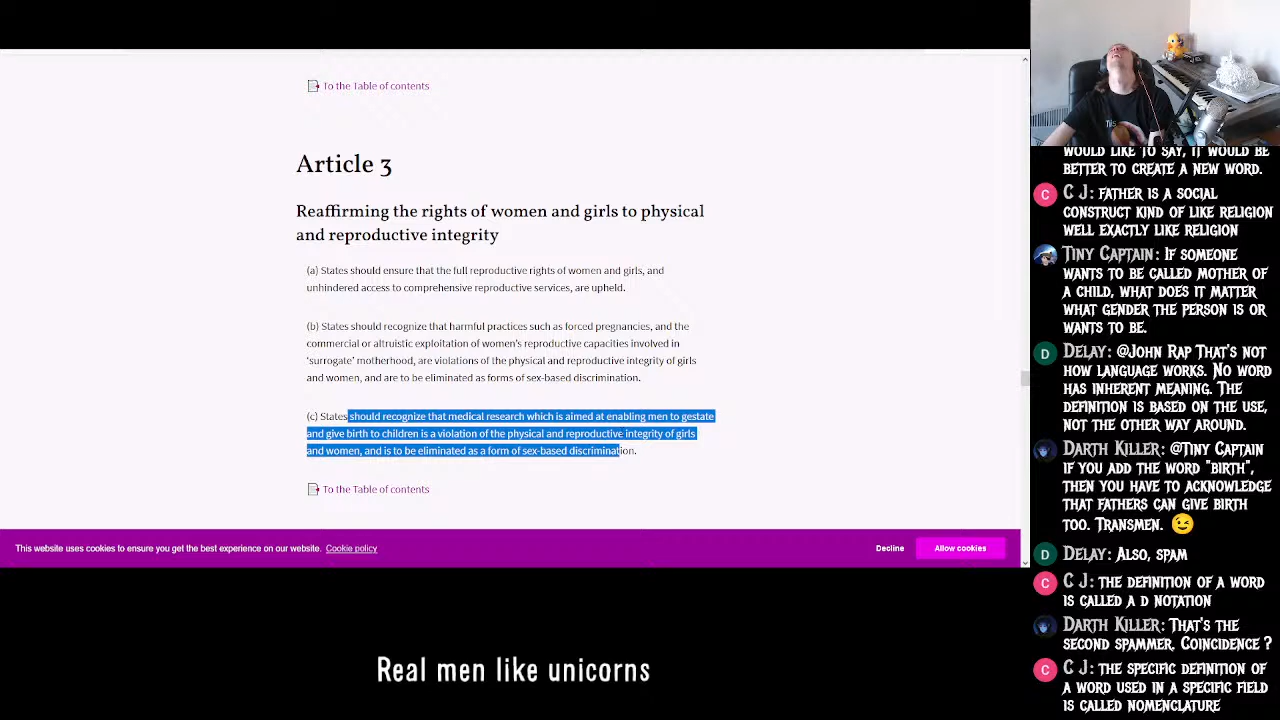 To the Table of contents
Article 3
Reaffirming the rights of women and girls to physical
and reproductive integrity
(a) States should ensure that the full reproductive rights of women and girls, and
unhindered access to comprehensive reproductive services, are upheld.
(b) States should recognize that harmful practices such as forced pregnancies, and the
commercial or altruistic exploitation of women's reproductive capacities involved in
'surrogate' motherhood, are violations of the physical and reproductive integrity of girls
and women, and are to be eliminated as forms of sex-based discrimination.
(c) States should recognize that medical research which is aimed at enabling men to gestate
and give birth to children is a violation of the physical and reproductive integrity of girls
and women, and is to be eliminated as a form of sex-based discrimination.
To the Table of contents
This website uses cookies to ensure you get the best experience on our website. Cookie policy
Decline
Allow cookies
Real men like unicorns
WOULD LIKE TO SAY, IT WOULD BE
BETTER TO CREATE A NEW WORD.
C J: FATHER IS A SOCIAL
CONSTRUCT KIND OF LIKE RELIGION
WELL EXACTLY LIKE RELIGION
TINY CAPTAIN: IF SOMEONE
WANTS TO BE CALLED MOTHER OF
A CHILD, WHAT DOES IT MATTER
WHAT GENDER THE PERSON IS OR
WANTS TO BE.
DELAY: @JOHN RAP THAT'S NOT
HOW LANGUAGE WORKS. NO WORD
HAS INHERENT MEANING. THE
DEFINITION IS BASED ON THE USE,
NOT THE OTHER WAY AROUND.
DARTH KILLER: @TINY CAPTAIN
IF YOU ADD THE WORD "BIRTH",
THEN YOU HAVE TO ACKNOWLEDGE
THAT FATHERS CAN GIVE BIRTH
TOO. TRANSMEN. 😉
DELAY: ALSO, SPAM
C J: THE DEFINITION OF A WORD
IS CALLED A D NOTATION
DARTH KILLER: THAT'S THE
SECOND SPAMMER. COINCIDENCE ?
C J: THE SPECIFIC DEFINITION OF
A WORD USED IN A SPECIFIC FIELD
IS CALLED NOMENCLATURE